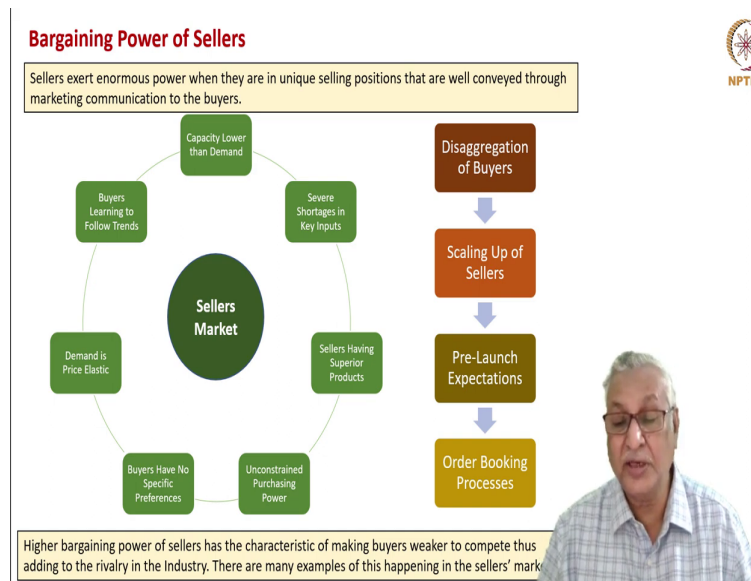 Bargaining Power of Sellers
Sellers exert enormous power when they are in unique selling positions that are well conveyed through
marketing communication to the buyers.
Capacity Lower
than Demand
Severe
Shortages in
Key Inputs
Sellers Having
Superior
Products
Unconstrained
Purchasing
Power
Buyers Have No
Specific
Preferences
Demand is
Price Elastic
Buyers
Learning to
Follow Trends
Sellers
Market
Disaggregation
of Buyers
Scaling Up of
Sellers
Pre-Launch
Expectations
Order Booking
Processes
Higher bargaining power of sellers has the characteristic of making buyers weaker to compete thus
adding to the rivalry in the Industry. There are many examples of this happening in the sellers'